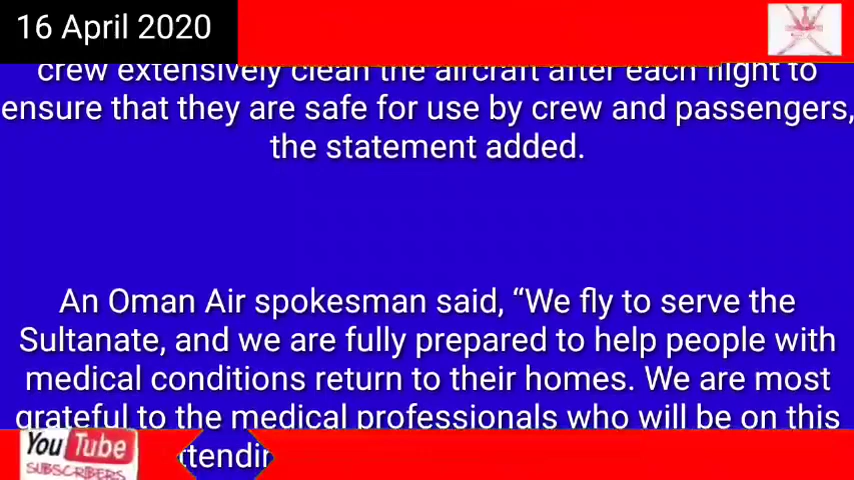 16 April 2020
crew extensively clean the aircraft after each flight to
ensure that they are safe for use by crew and passengers,
the statement added.
An Oman Air spokesman said, “We fly to serve the
Sultanate, and we are fully prepared to help people with
medical conditions return to their homes. We are most
grateful to the medical professionals who will be on this
You Tube
SUBSCRIBERS